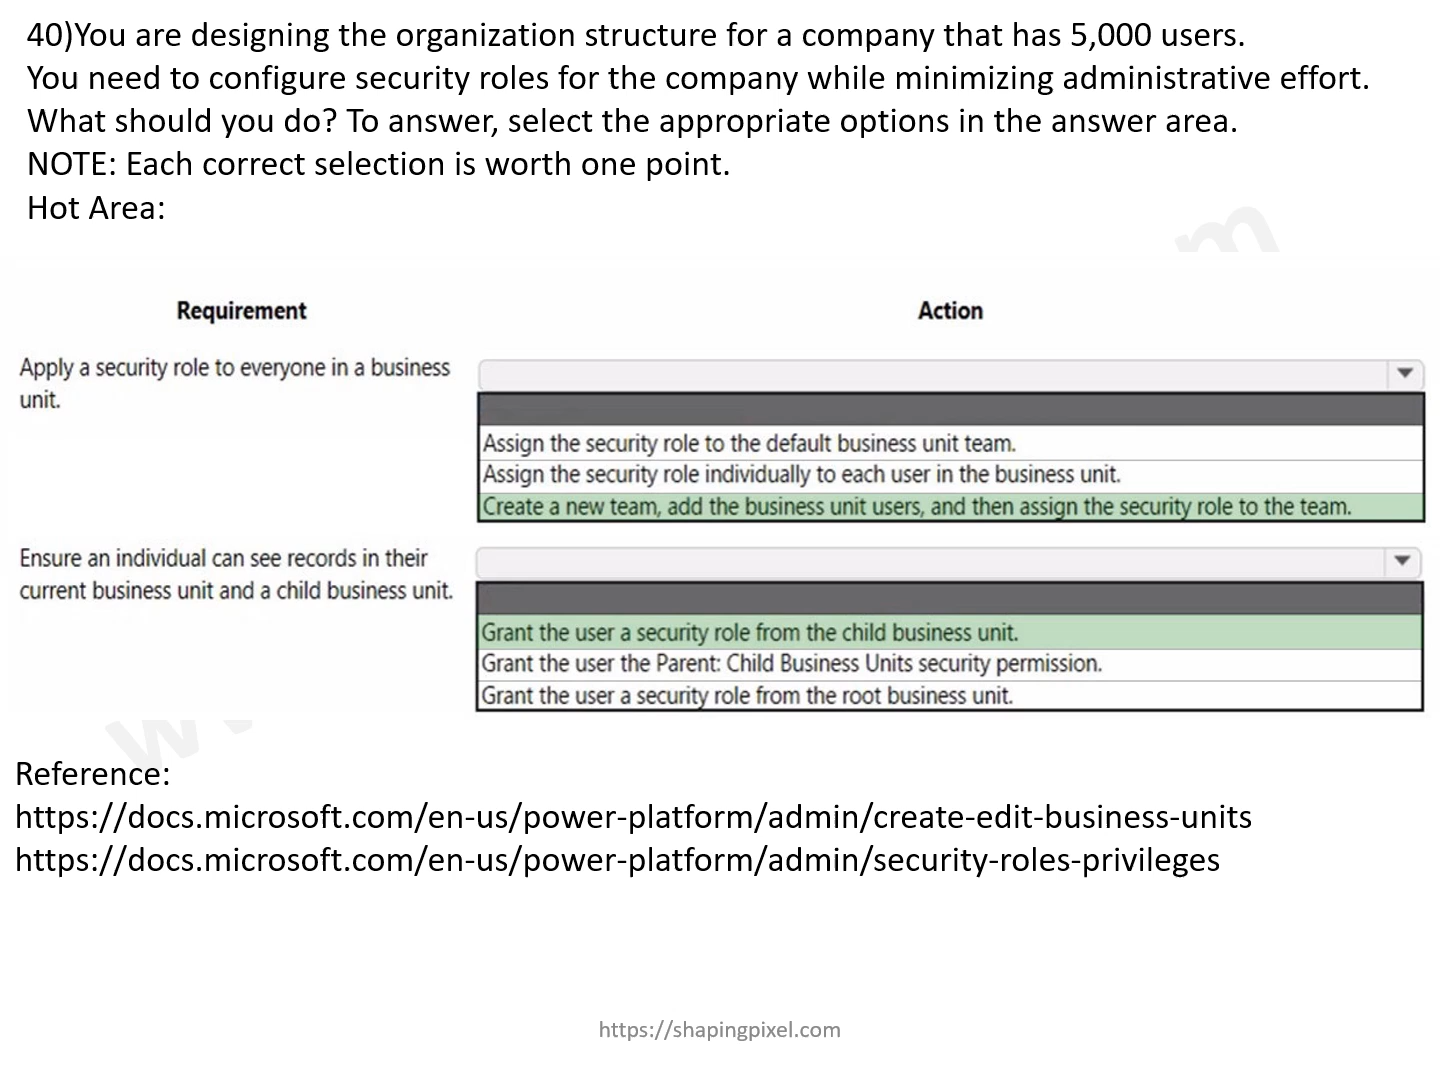 40)You are designing the organization structure for a company that has 5,000 users.
You need to configure security roles for the company while minimizing administrative effort.
What should you do? To answer, select the appropriate options in the answer area.
NOTE: Each correct selection is worth one point.
Hot Area:
Requirement
Action
Apply a security role to everyone in a business
unit.
Assign the security role to the default business unit team.
Assign the security role individually to each user in the business unit.
Create a new team, add the business unit users, and then assign the security role to the team.
Ensure an individual can see records in their
current business unit and a child business unit.
Grant the user a security role from the child business unit.
Grant the user the Parent: Child Business Units security permission.
Grant the user a security role from the root business unit.
Reference:
https://docs.microsoft.com/en-us/power-platform/admin/create-edit-business-units
https://docs.microsoft.com/en-us/power-platform/admin/security-roles-privileges
https://shapingpixel.com